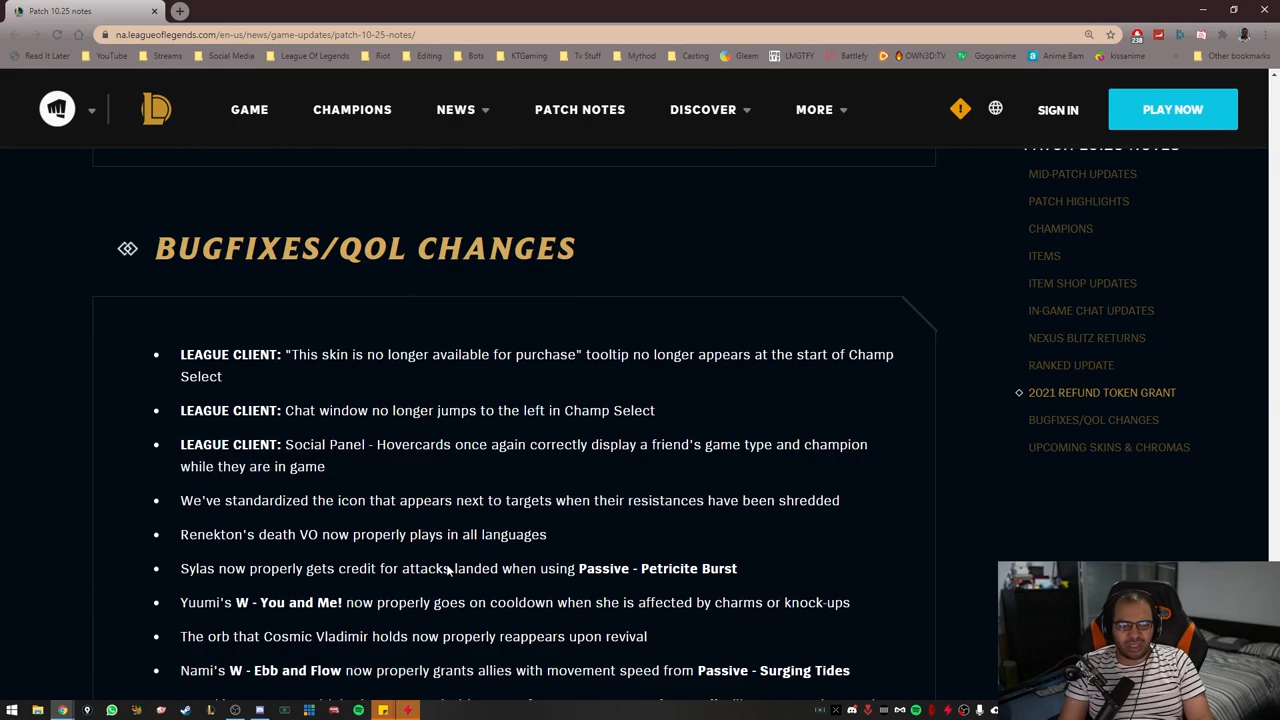 Patch 10.25 notes
na.leagueoflegends.com/en-us/news/game-updates/patch-10-25-notes/
238
Read It Later YouTube Streams Social Media League Of Legends Riot Editing Bots KTGaming Tv Stuff Mythod Casting Gleam LMGTFY Battlefy OWN3D:TV Gogoanime Anime Bam kissanime Other bookmarks
GAME CHAMPIONS NEWS PATCH NOTES DISCOVER MORE SIGN IN PLAY NOW
BUGFIXES/QOL CHANGES
LEAGUE CLIENT: "This skin is no longer available for purchase" tooltip no longer appears at the start of Champ
Select
LEAGUE CLIENT: Chat window no longer jumps to the left in Champ Select
LEAGUE CLIENT: Social Panel - Hovercards once again correctly display a friend's game type and champion
while they are in game
We've standardized the icon that appears next to targets when their resistances have been shredded
Renekton's death VO now properly plays in all languages
Sylas now properly gets credit for attacks landed when using Passive - Petricite Burst
Yuumi's W - You and Me! now properly goes on cooldown when she is affected by charms or knock-ups
The orb that Cosmic Vladimir holds now properly reappears upon revival
Nami's W - Ebb and Flow now properly grants allies with movement speed from Passive - Surging Tides
PATCH 10.25 NOTES
MID-PATCH UPDATES
PATCH HIGHLIGHTS
CHAMPIONS
ITEMS
ITEM SHOP UPDATES
IN-GAME CHAT UPDATES
NEXUS BLITZ RETURNS
RANKED UPDATE
2021 REFUND TOKEN GRANT
BUGFIXES/QOL CHANGES
UPCOMING SKINS & CHROMAS